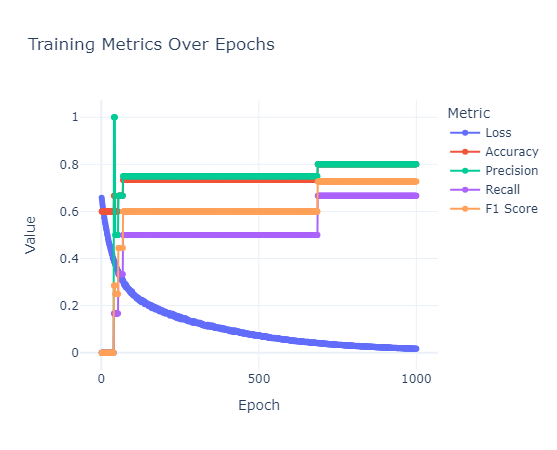 Training Metrics Over Epochs
Metric
Loss
Accuracy
Precision
Recall
F1 Score
Value
1
0.8
0.6
0.4
0.2
0
0
500
1000
Epoch